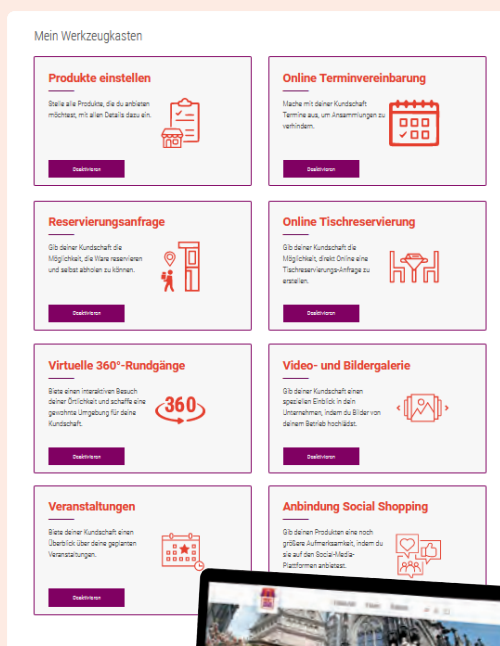 Mein Werkzeugkasten
Produkte einstellen
Stelle alle Produkte, die du anbieten
möchtest, mit allen Details dazu ein.
Deaktivieren
Online Terminvereinbarung
Mache mit deiner Kundschaft
Termine aus, um Ansammlungen zu
verhindern.
Deaktivieren
Reservierungsanfrage
Gib deiner Kundschaft die
Möglichkeit, die Ware reservieren
und selbst abholen zu können.
Deaktivieren
Online Tischreservierung
Gib deiner Kundschaft die
Möglichkeit, direkt Online eine
Tischreservierungs-Anfrage zu
erstellen.
Deaktivieren
Virtuelle 360°-Rundgänge
Biete einen interaktiven Besuch
deiner Örtlichkeit und schaffe eine
gewohnte Umgebung für deine
Kundschaft.
360
Deaktivieren
Video- und Bildergalerie
Gib deiner Kundschaft einen
speziellen Einblick in dein
Unternehmen, indem du Bilder von
deinem Betrieb hochlädst.
Deaktivieren
Veranstaltungen
Biete deiner Kundschaft einen
Überblick über deine geplanten
Veranstaltungen.
Deaktivieren
Anbindung Social Shopping
Gib deinen Produkten eine noch
größere Aufmerksamkeit, indem du
sie auf den Social-Media-
Plattformen anbietest.